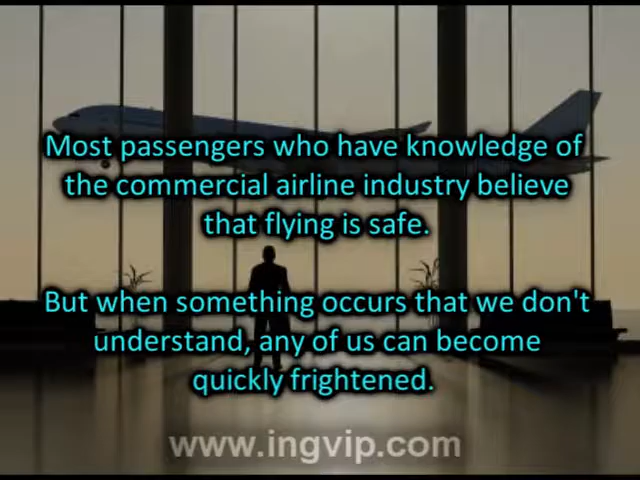 Most passengers who have knowledge of
the commercial airline industry believe
that flying is safe.
But when something occurs that we don't
understand, any of us can become
quickly frightened.
www.ingvip.com